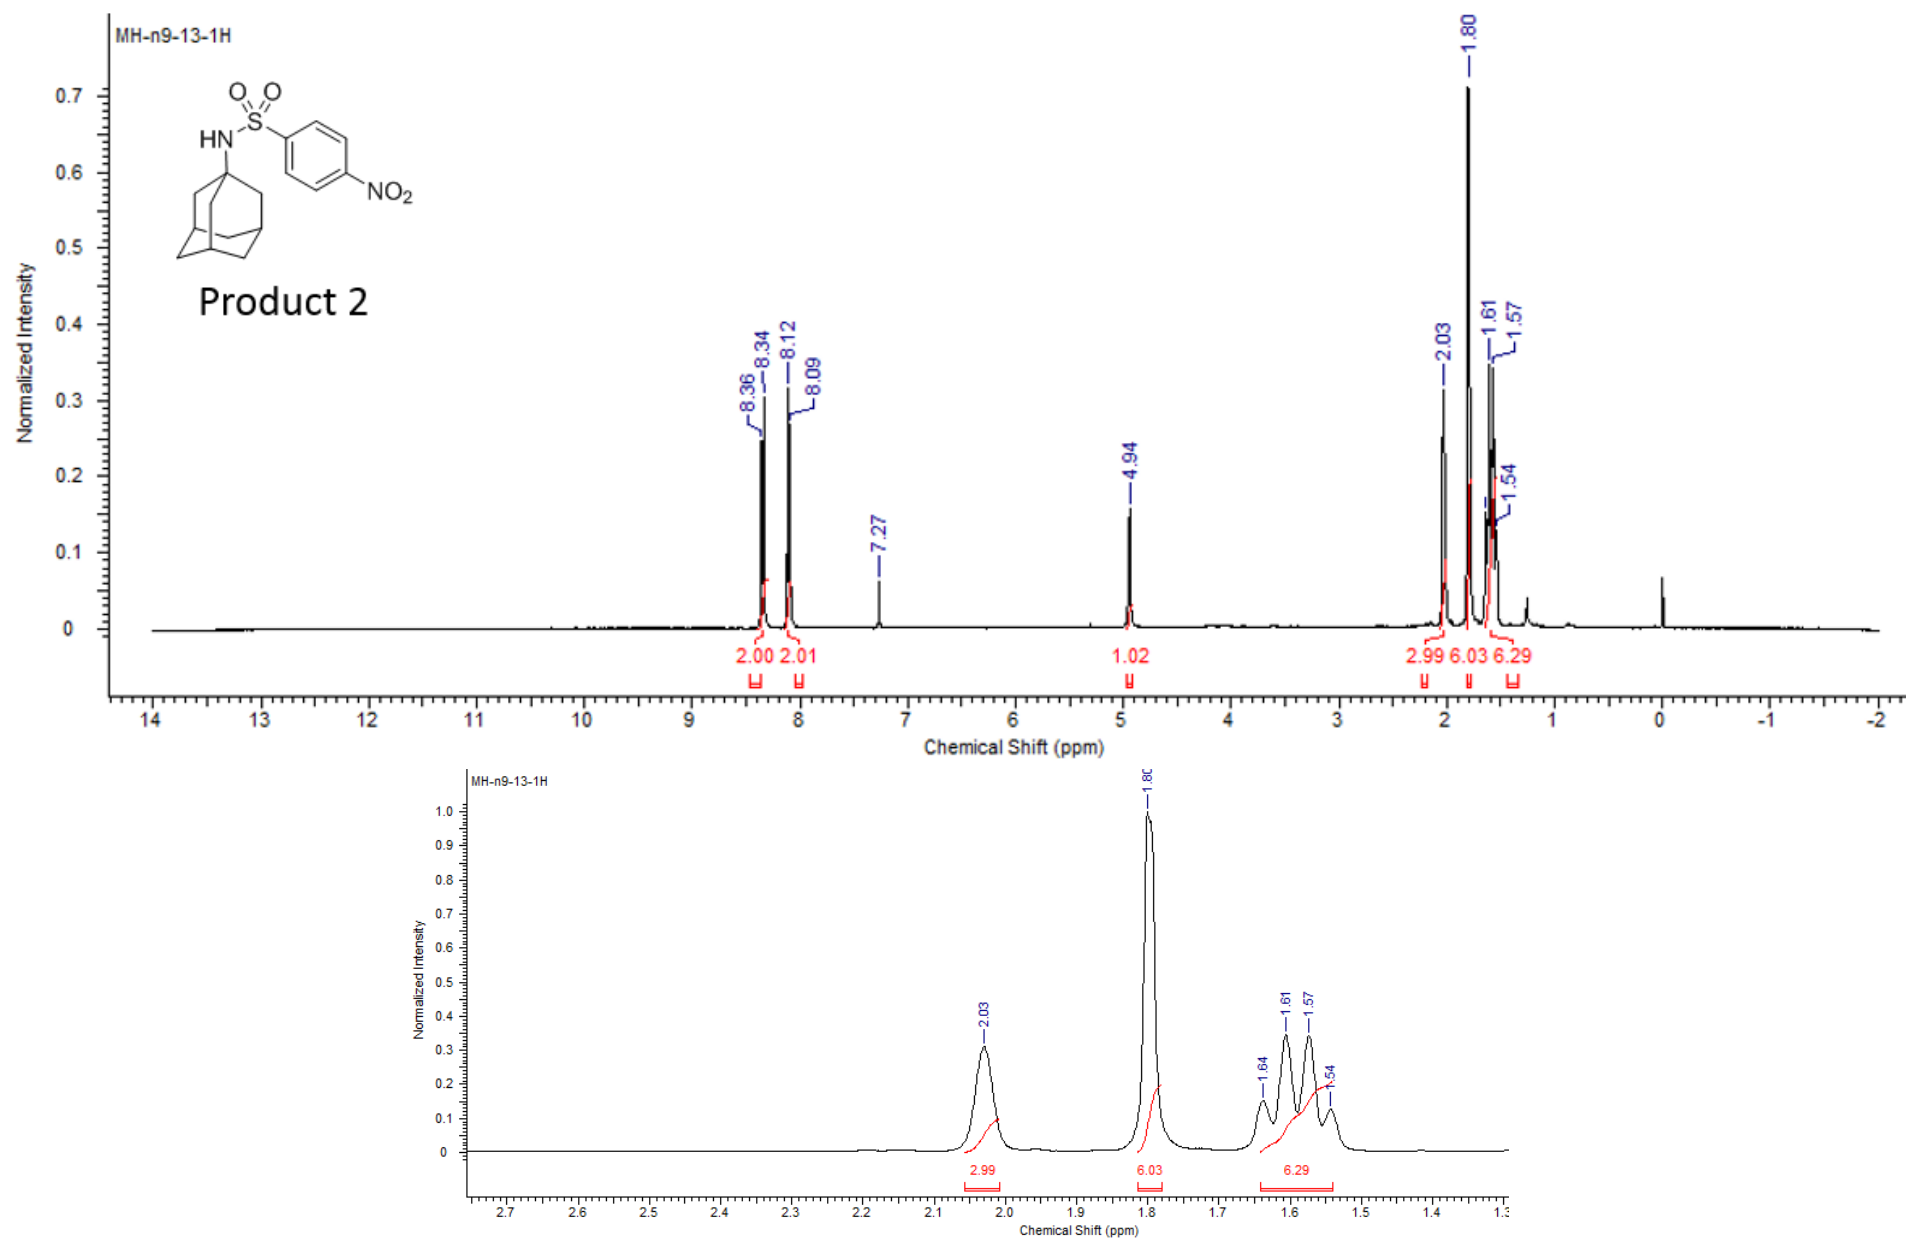 MH-n9-13-1H
O O
S
HN
NO2
Product 2
Normalized Intensity
0.7
0.6
0.5
0.4
0.3
0.2
0.1
0
8.36
8.34
8.12
8.09
7.27
4.94
2.03
1.80
1.61
1.57
1.54
2.00 2.01 1.02 2.99 6.03 6.29
14 13 12 11 10 9 8 7 6 5 4 3 2 1 0 -1 -2
Chemical Shift (ppm)
MH-n9-13-1H
Normalized Intensity
1.0
0.9
0.8
0.7
0.6
0.5
0.4
0.3
0.2
0.1
0
2.03
1.80
1.64
1.61
1.57
1.54
2.99 6.03 6.29
2.7 2.6 2.5 2.4 2.3 2.2 2.1 2.0 1.9 1.8 1.7 1.6 1.5 1.4 1.3
Chemical Shift (ppm)